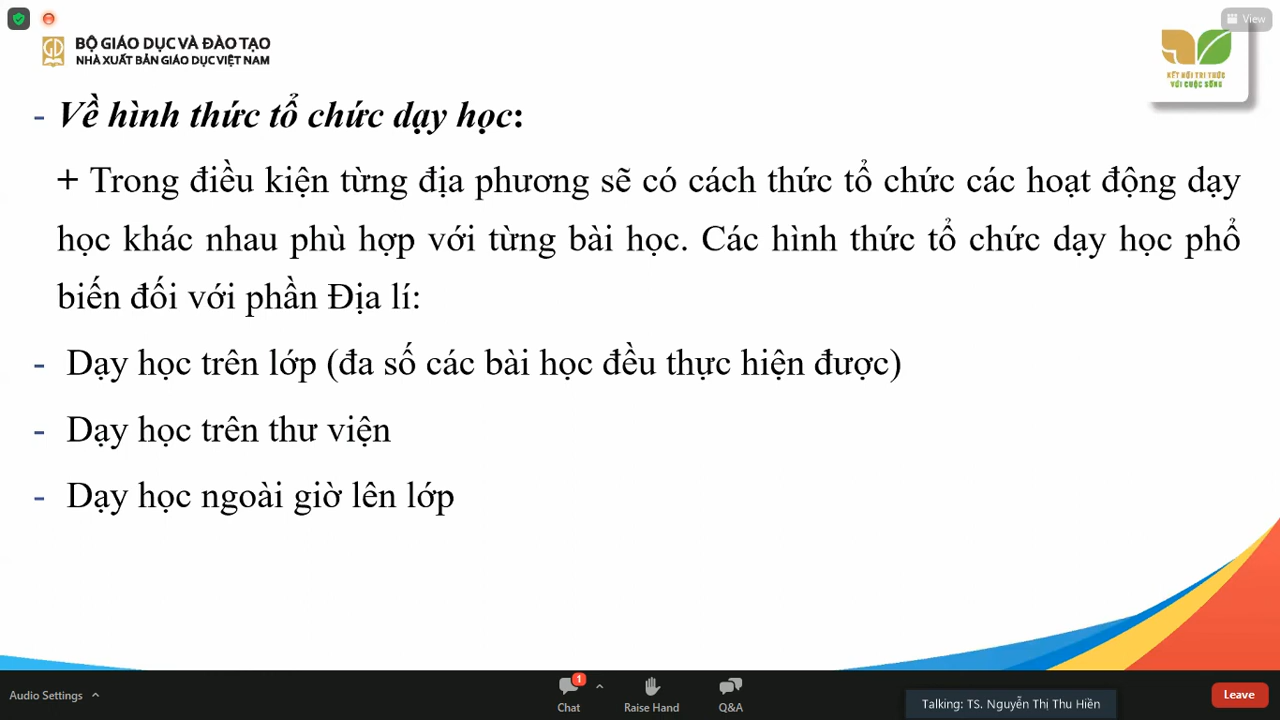 View
BỘ GIÁO DỤC VÀ ĐÀO TẠO
NHÀ XUẤT BẢN GIÁO DỤC VIỆT NAM
KẾT NỐI TRI THỨC
VỚI CUỘC SỐNG
- Về hình thức tổ chức dạy học:
+ Trong điều kiện từng địa phương sẽ có cách thức tổ chức các hoạt động dạy
học khác nhau phù hợp với từng bài học. Các hình thức tổ chức dạy học phổ
biến đối với phần Địa lí:
- Dạy học trên lớp (đa số các bài học đều thực hiện được)
- Dạy học trên thư viện
- Dạy học ngoài giờ lên lớp
Audio Settings
1
Chat
Raise Hand
Q&A
Talking: TS. Nguyễn Thị Thu Hiền
Leave